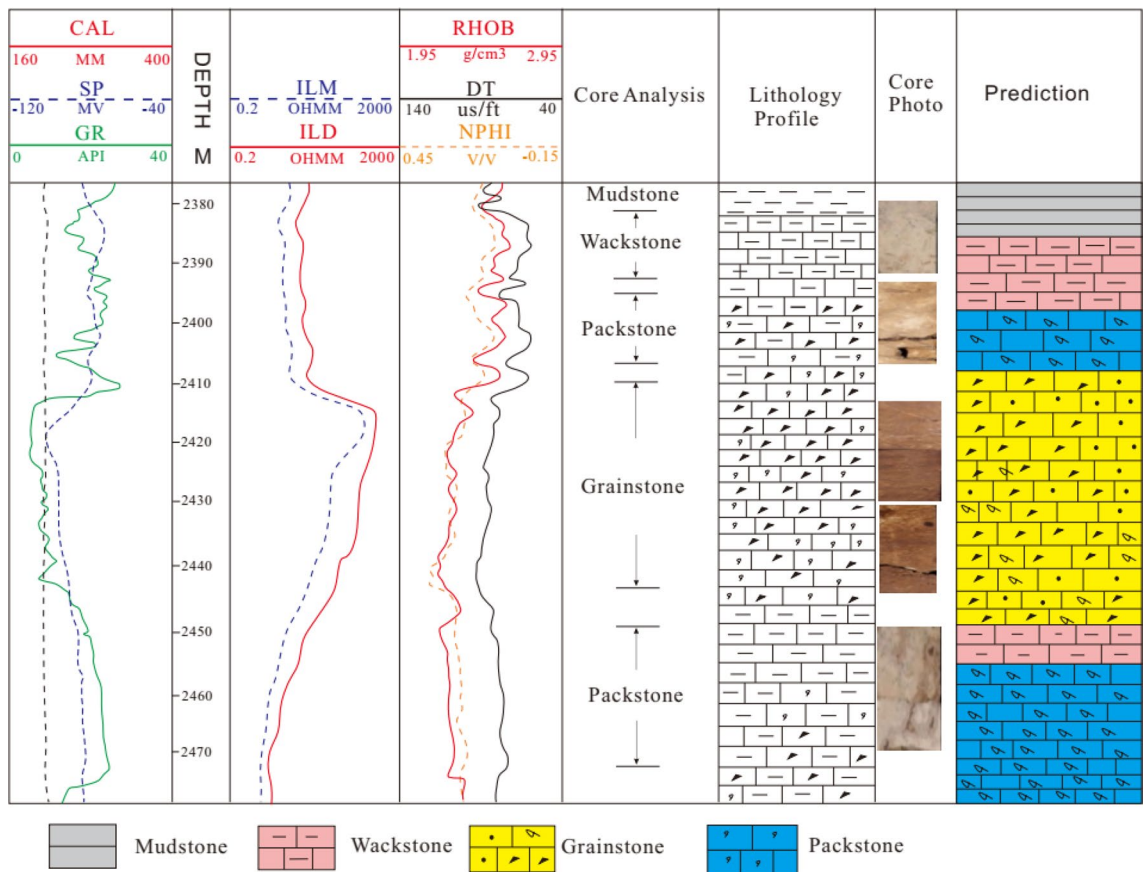 CAL
160 MM 400
SP
-120 MV -40
GR
0 API 40
DEPTH M
ILM
0.2 OHMM 2000
ILD
0.2 OHMM 2000
RHOB
1.95 g/cm3 2.95
DT
140 us/ft 40
NPHI
0.45 V/V -0.15
Core Analysis
Lithology
Profile
Core
Photo
Prediction
2380
2390
2400
2410
2420
2430
2440
2450
2460
2470
Mudstone
Wackstone
Packstone
Grainstone
Packstone
Mudstone Wackstone Grainstone Packstone